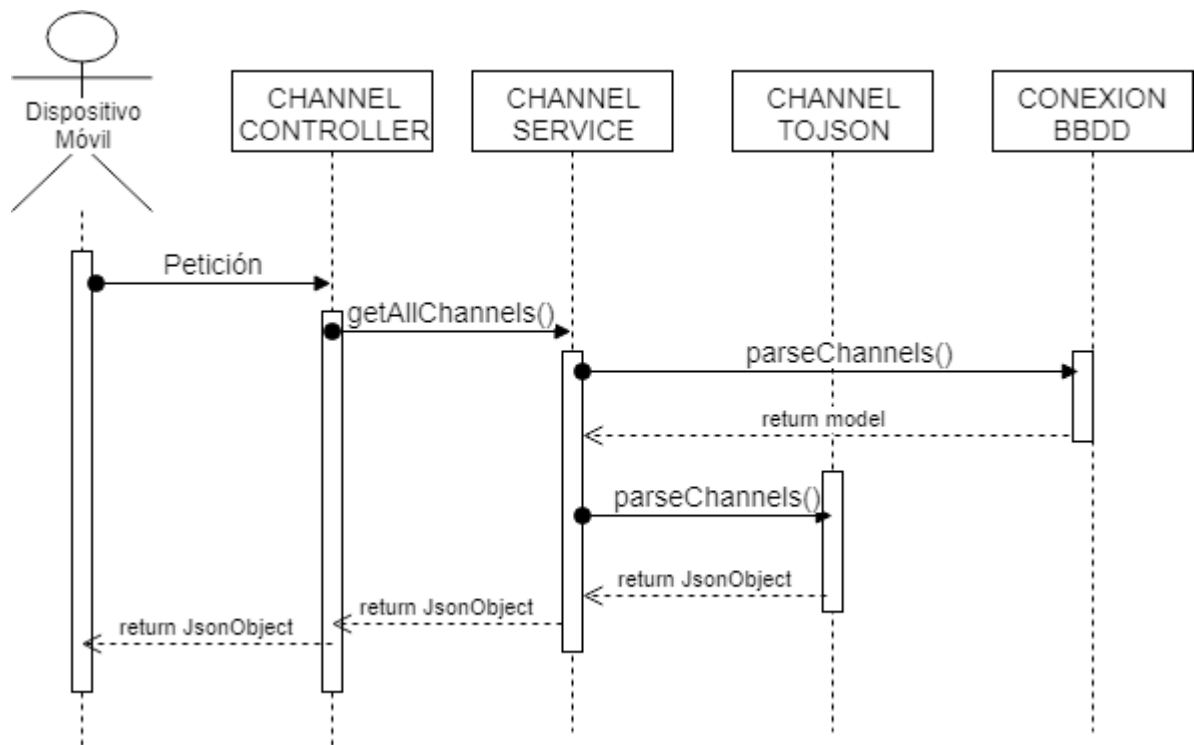 Dispositivo
Móvil
CHANNEL
CONTROLLER
CHANNEL
SERVICE
CHANNEL
TOJSON
CONEXION
BBDD
Petición
getAllChannels()
parseChannels()
return model
parseChannels()
return JsonObject
return JsonObject
return JsonObject